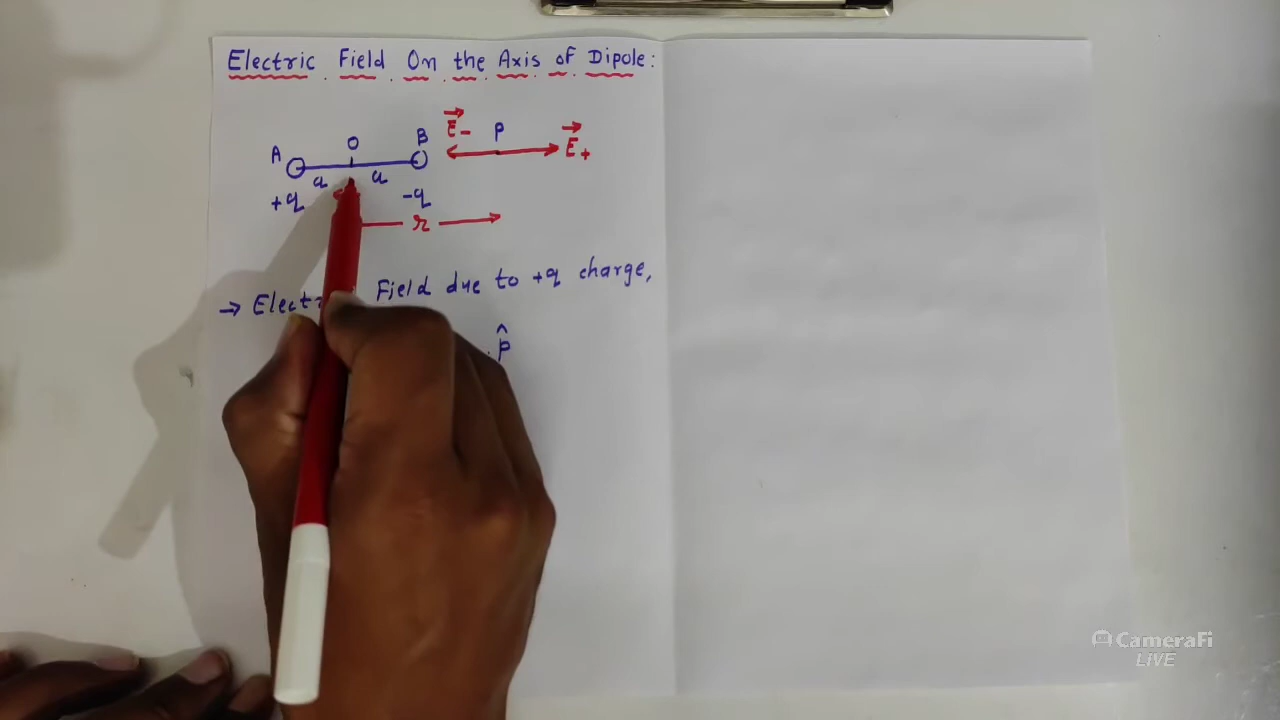 Electric Field On the Axis of Dipole:
A O B E⃗- P E⃗+
a a
+q -q
r
→ Field due to +q charge,
p̂
CameraFi
LIVE